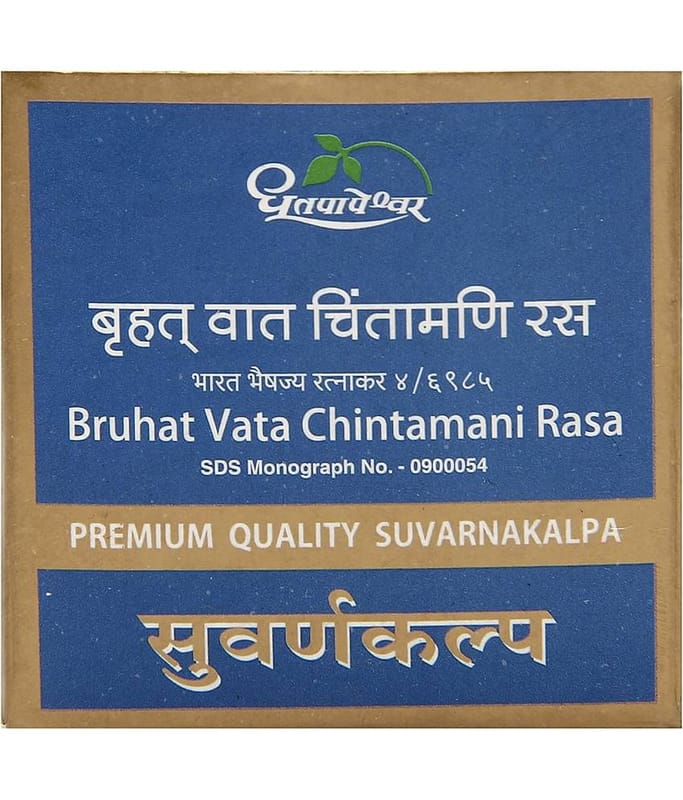 धूतपापेश्वर
बृहत् वात चिंतामणि रस
भारत भैषज्य रत्नाकर ४/६९८५
Bruhat Vata Chintamani Rasa
SDS Monograph No. - 0900054
PREMIUM QUALITY SUVARNAKALPA
सुवर्णकल्प